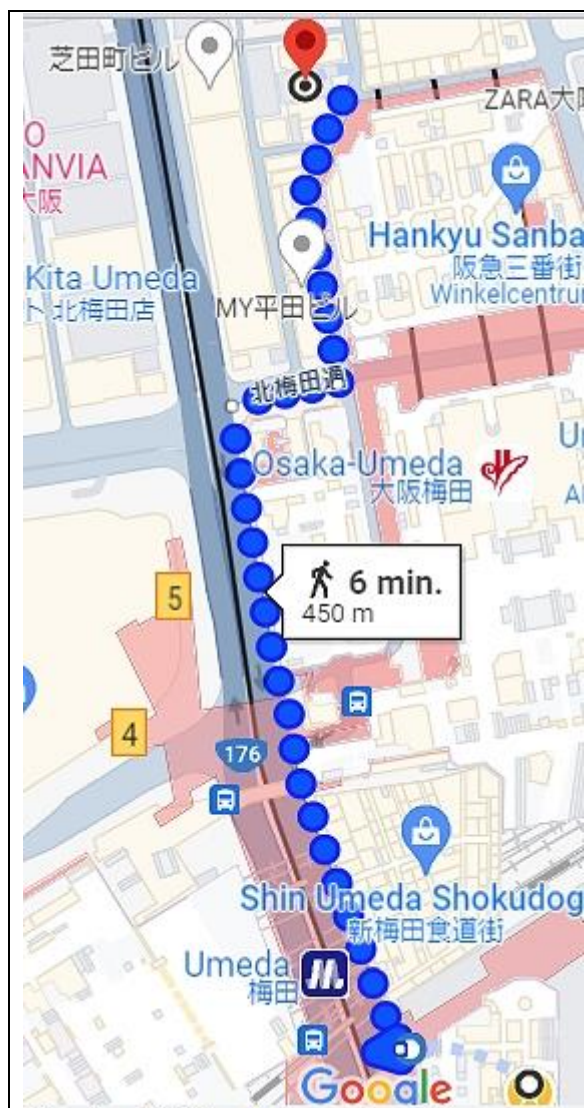 芝田町ビル
O
ANVIA
大阪
ZARA大阪
Hankyu Sanba
阪急三番街
Winkelcentrum
Kita Umeda
ト北梅田店
MY平田ビル
北梅田通
Osaka-Umeda
大阪梅田
U
A
6 min.
450 m
5
4
176
Shin Umeda Shokudog
新梅田食道街
Umeda
梅田
Google